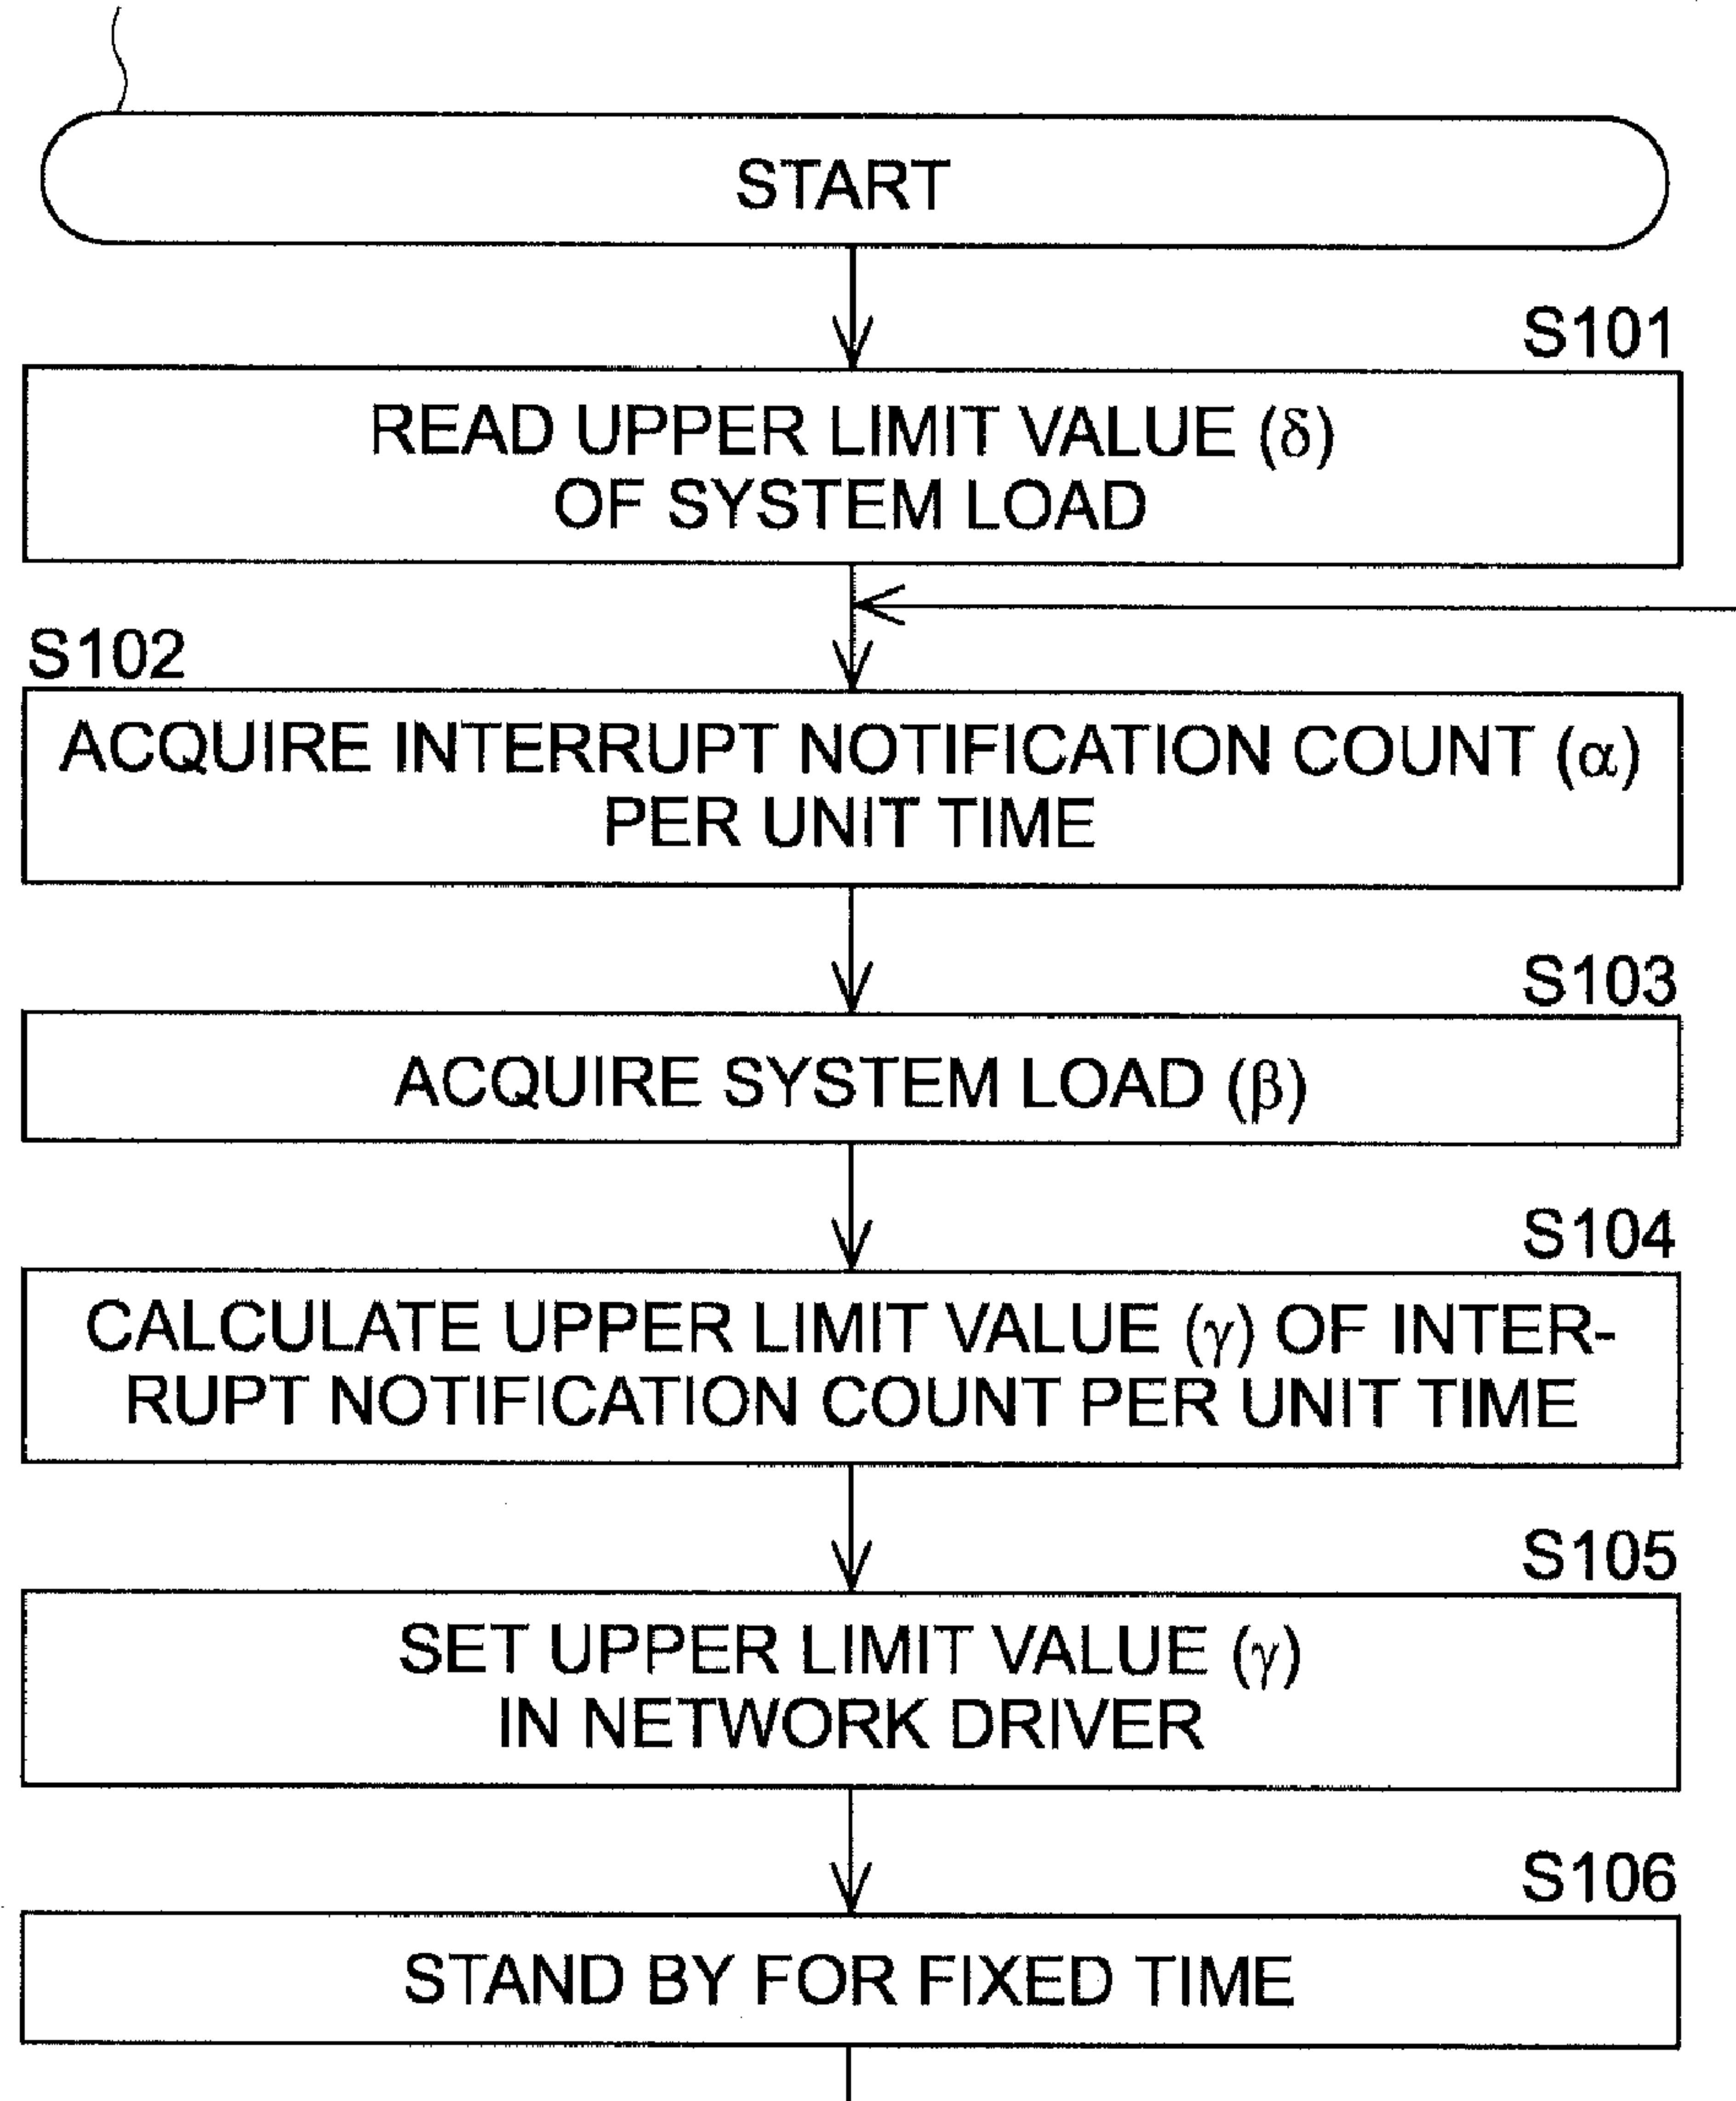 START
S101
READ UPPER LIMIT VALUE (δ)
OF SYSTEM LOAD
S102
ACQUIRE INTERRUPT NOTIFICATION COUNT (α)
PER UNIT TIME
S103
ACQUIRE SYSTEM LOAD (β)
S104
CALCULATE UPPER LIMIT VALUE (γ) OF INTER-
RUPT NOTIFICATION COUNT PER UNIT TIME
S105
SET UPPER LIMIT VALUE (γ)
IN NETWORK DRIVER
S106
STAND BY FOR FIXED TIME